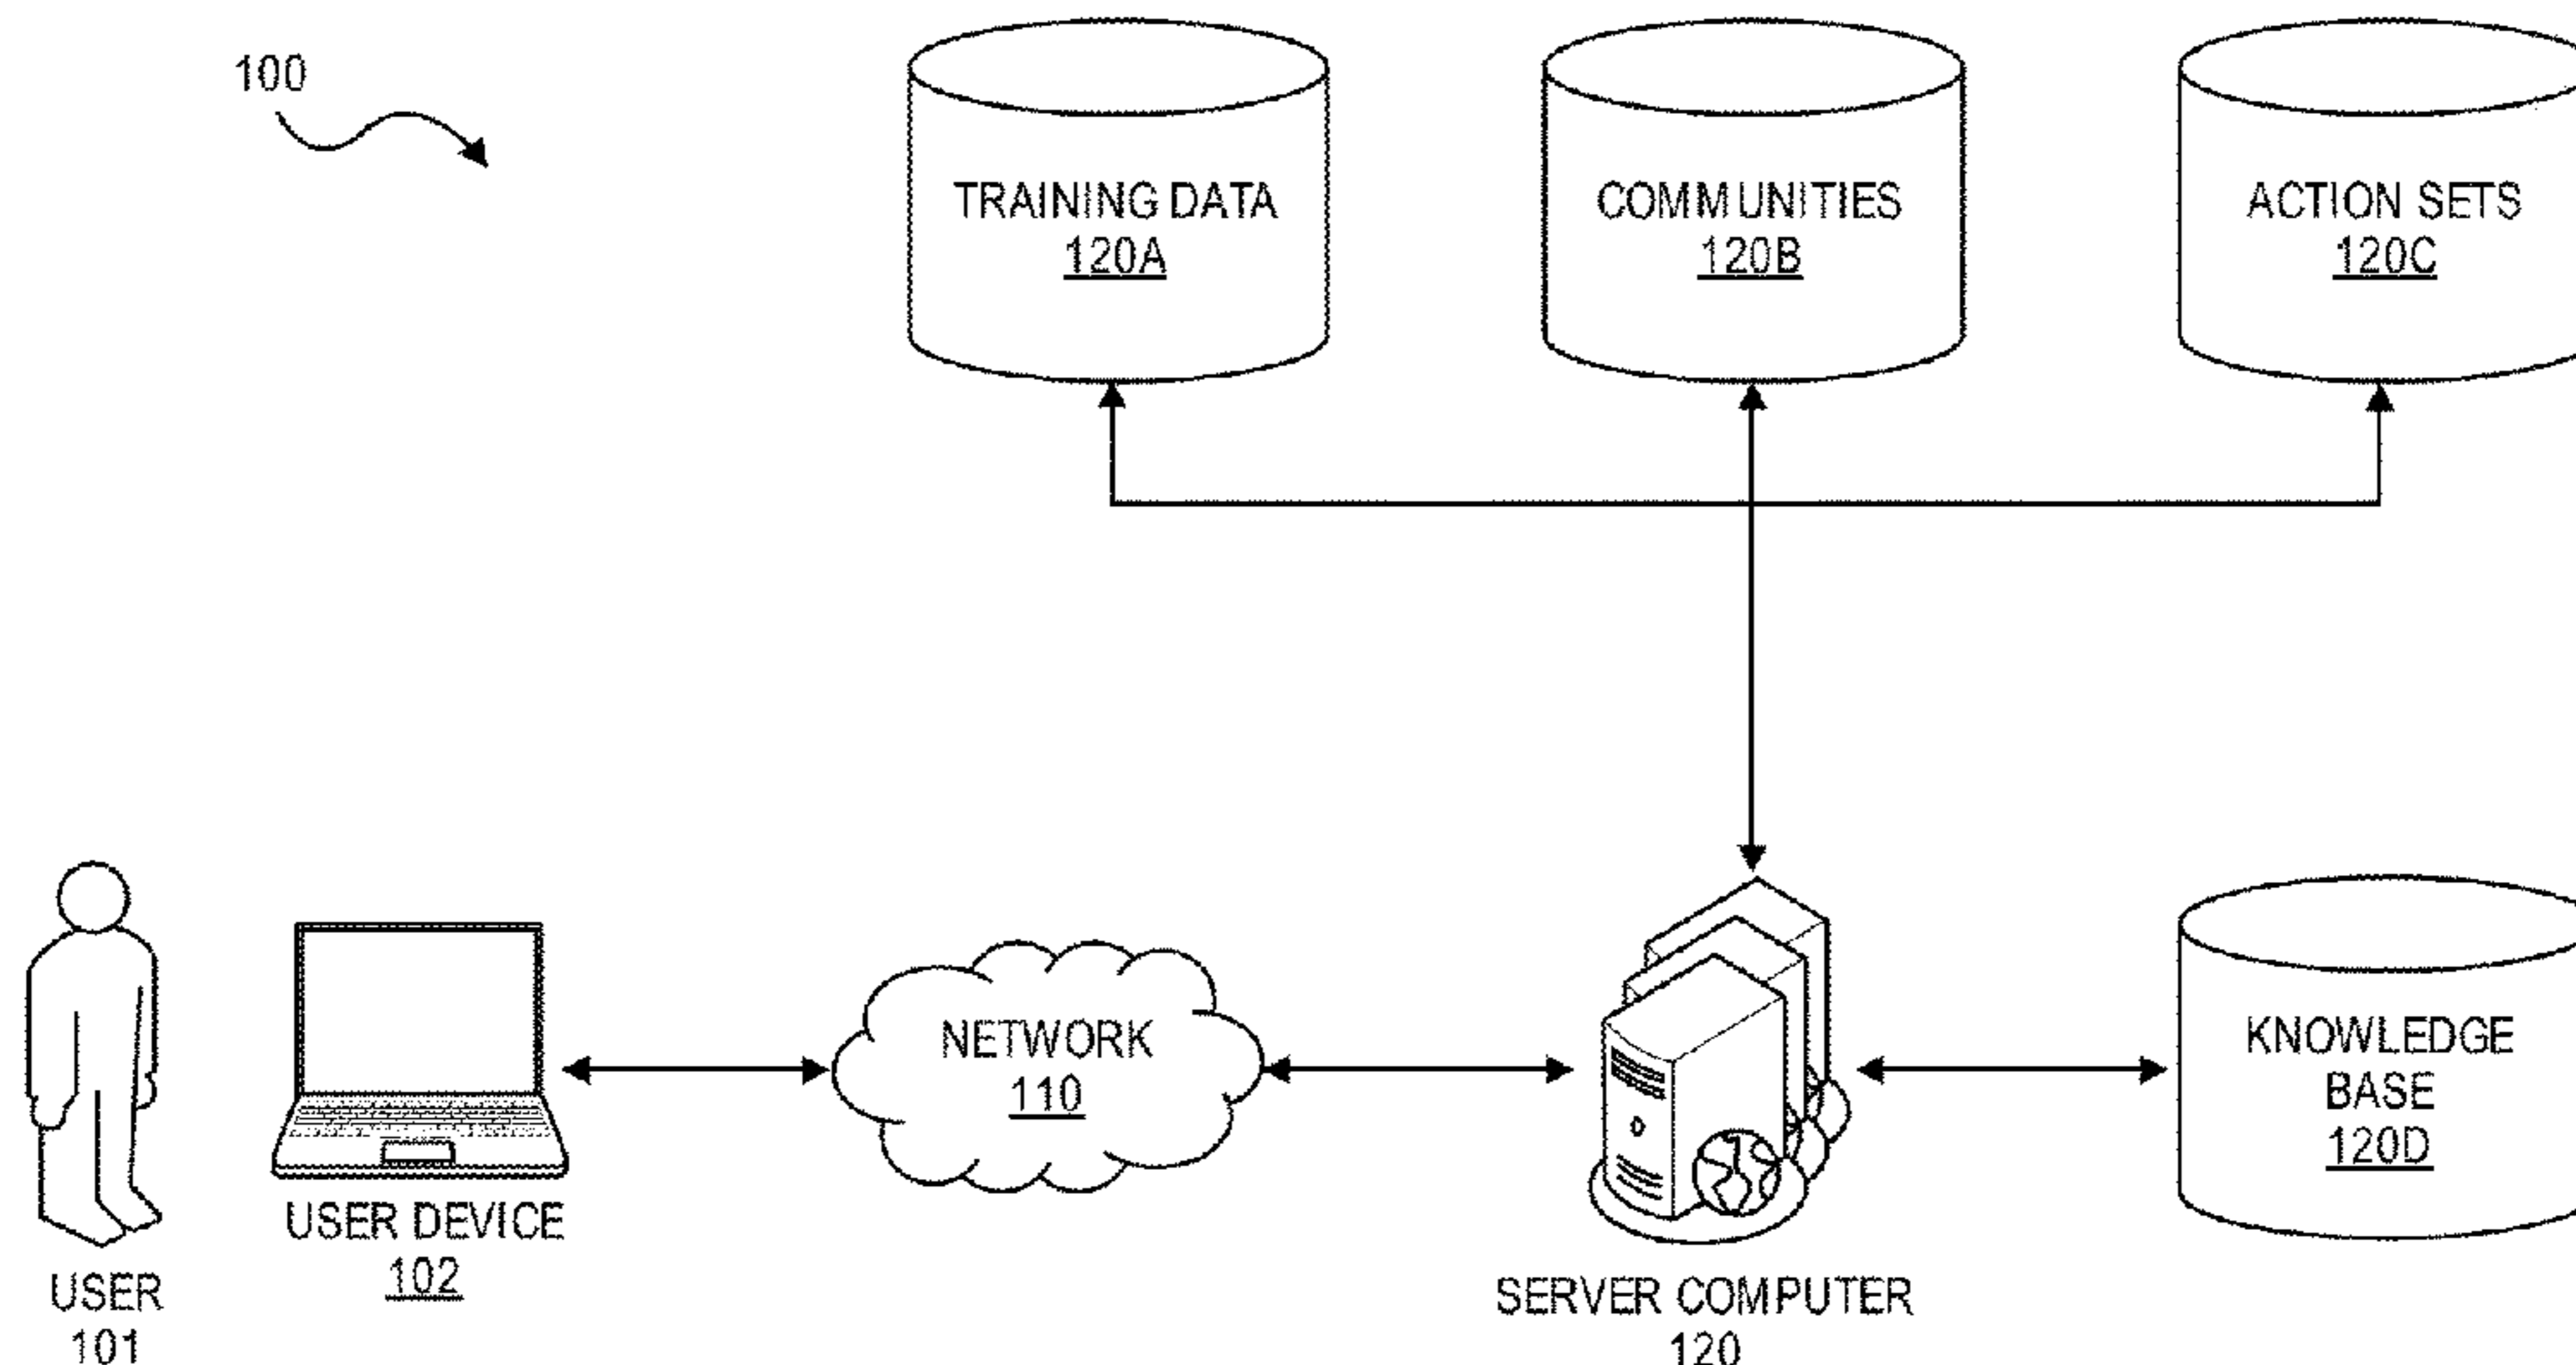 100
TRAINING DATA
120A
COMMUNITIES
120B
ACTION SETS
120C
USER
101
USER DEVICE
102
NETWORK
110
SERVER COMPUTER
120
KNOWLEDGE
BASE
120D